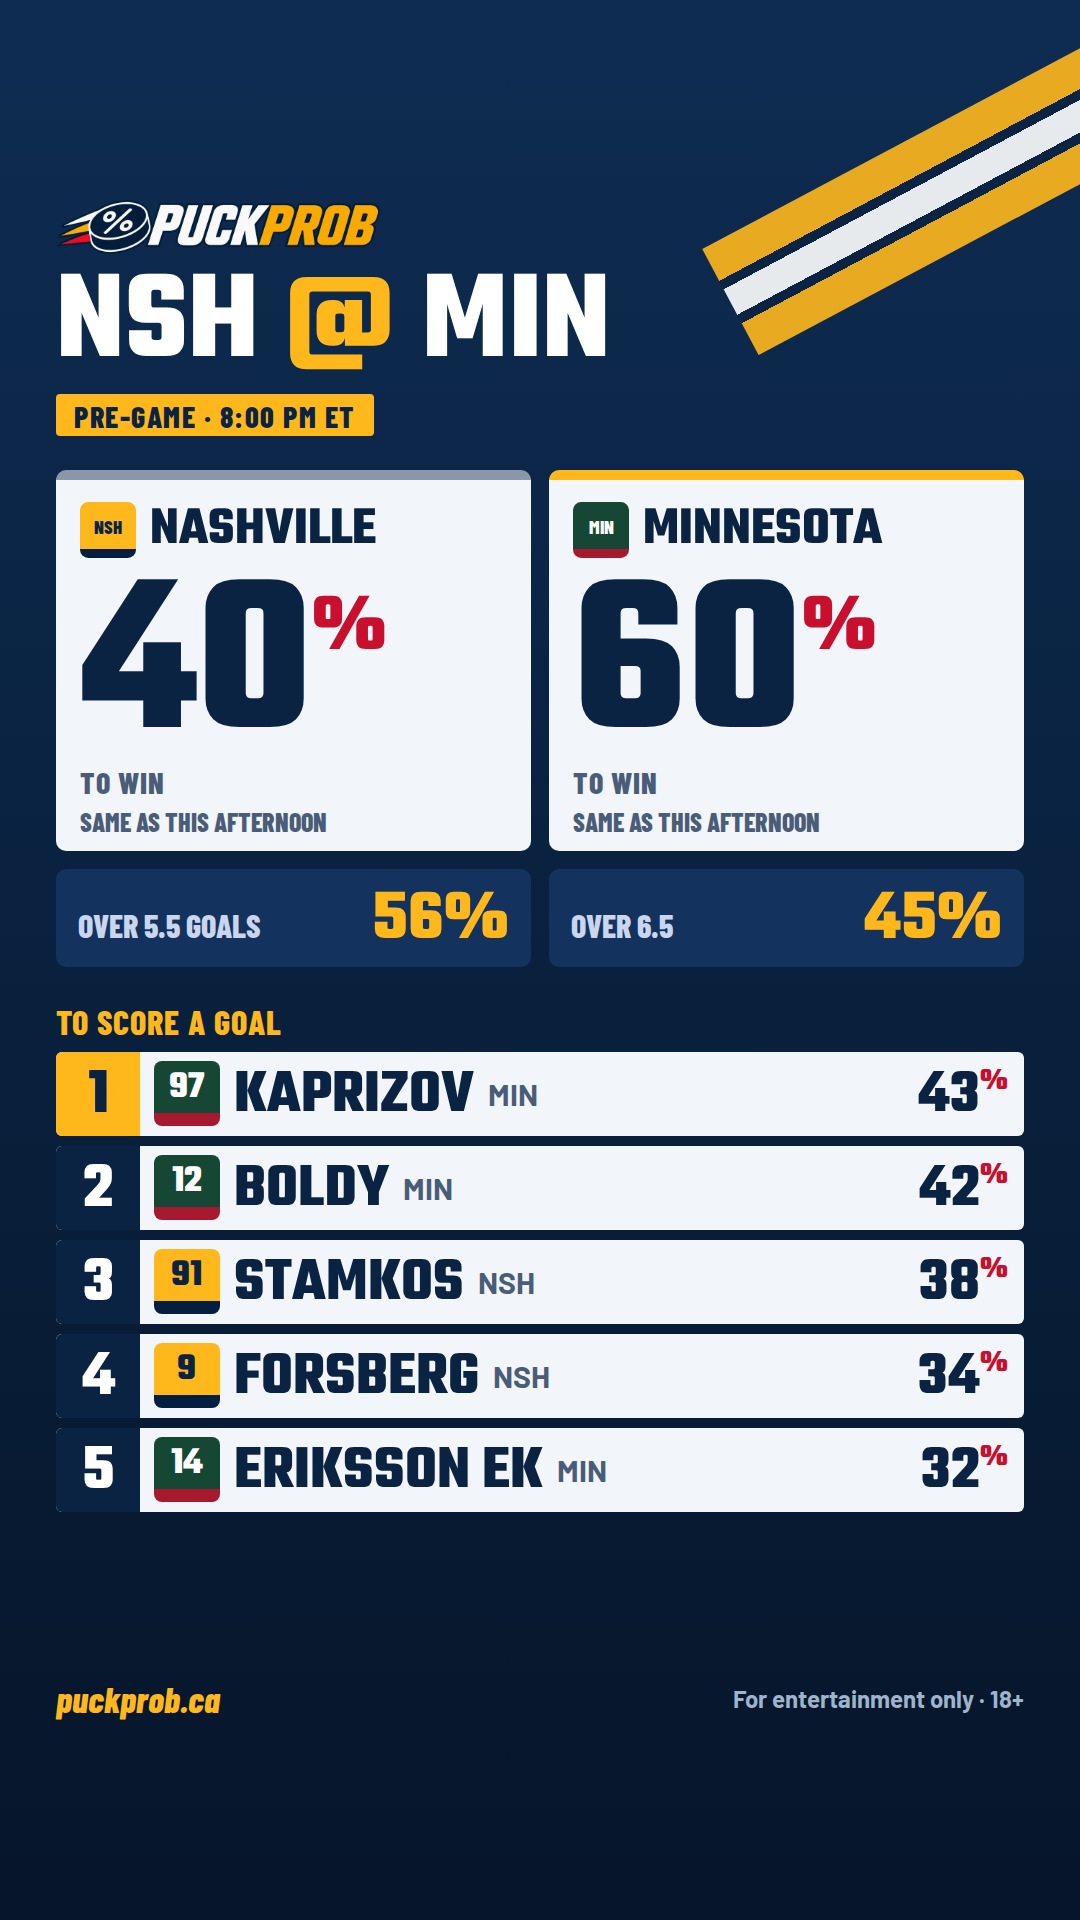 %PUCKPROB
NSH @ MIN
PRE-GAME · 8:00 PM ET
NSH NASHVILLE
40%
TO WIN
SAME AS THIS AFTERNOON
MIN MINNESOTA
60%
TO WIN
SAME AS THIS AFTERNOON
OVER 5.5 GOALS 56%
OVER 6.5 45%
TO SCORE A GOAL
1 97 KAPRIZOV MIN 43%
2 12 BOLDY MIN 42%
3 91 STAMKOS NSH 38%
4 9 FORSBERG NSH 34%
5 14 ERIKSSON EK MIN 32%
puckprob.ca
For entertainment only · 18+